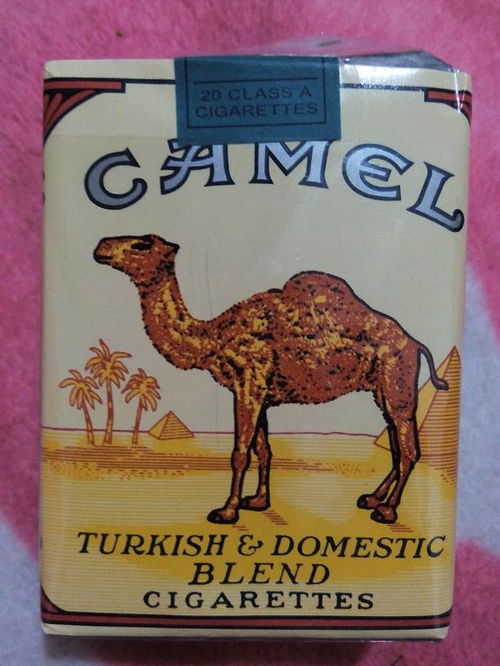 20 CLASS A
CIGARETTES
CAMEL
TURKISH & DOMESTIC
BLEND
CIGARETTES